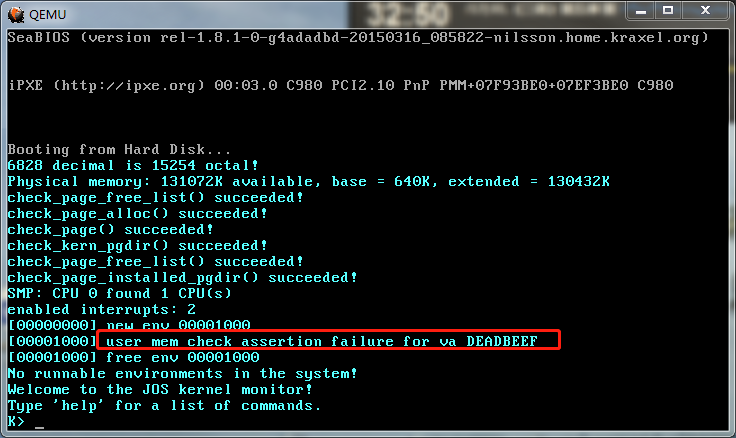 QEMU
32:50
SeaBIOS (version rel-1.8.1-0-g4adadbd-20150316_085822-nilsson.home.kraxel.org)
iPXE (http://ipxe.org) 00:03.0 C980 PCI2.10 PnP PMM+07F93BE0+07EF3BE0 C980
Booting from Hard Disk...
6828 decimal is 15254 octal!
Physical memory: 131072K available, base = 640K, extended = 130432K
check_page_free_list() succeeded!
check_page_alloc() succeeded!
check_page() succeeded!
check_kern_pgdir() succeeded!
check_page_free_list() succeeded!
check_page_installed_pgdir() succeeded!
SMP: CPU 0 found 1 CPU(s)
enabled interrupts: 2
[00000000] new env 00001000
[00001000] user mem check assertion failure for va DEADBEEF
[00001000] free env 00001000
No runnable environments in the system!
Welcome to the JOS kernel monitor!
Type 'help' for a list of commands.
K> _